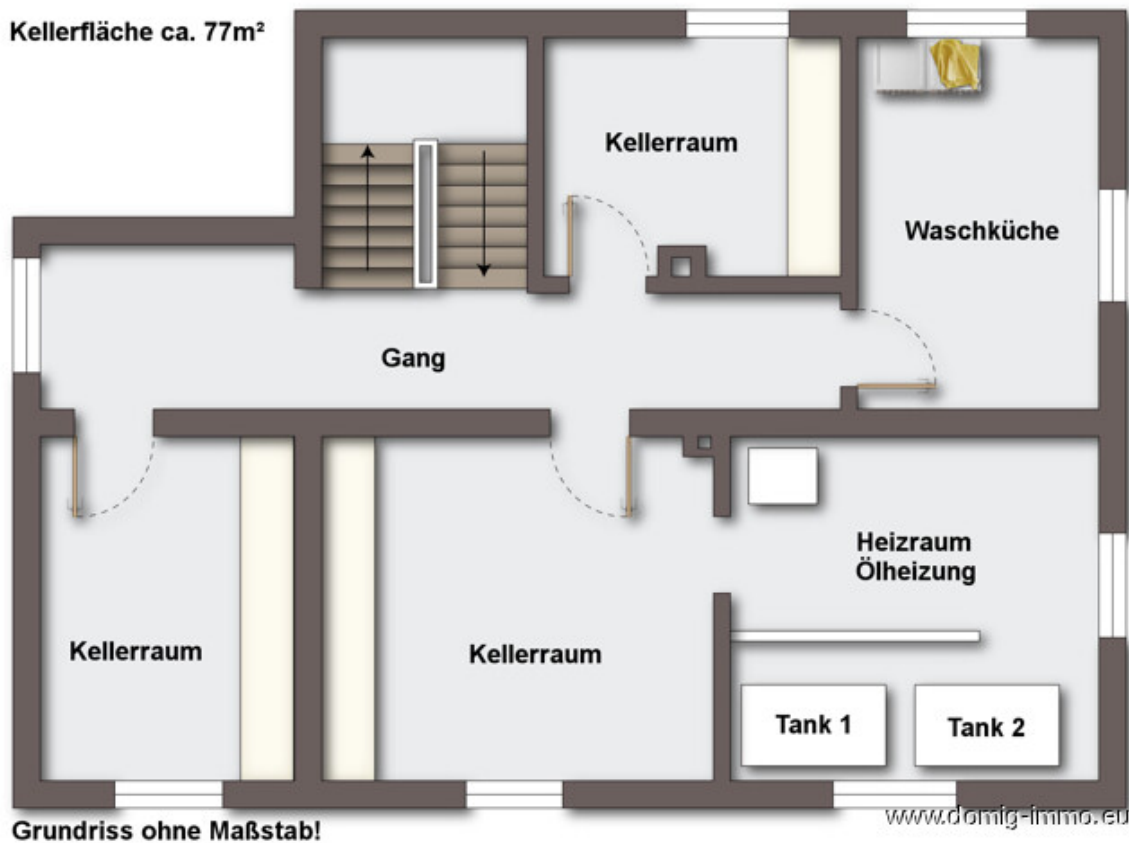 Kellerfläche ca. 77m²
Kellerraum
Waschküche
Gang
Heizraum
Ölheizung
Kellerraum
Kellerraum
Tank 1
Tank 2
www.domig-immo.eu
Grundriss ohne Maßstab!